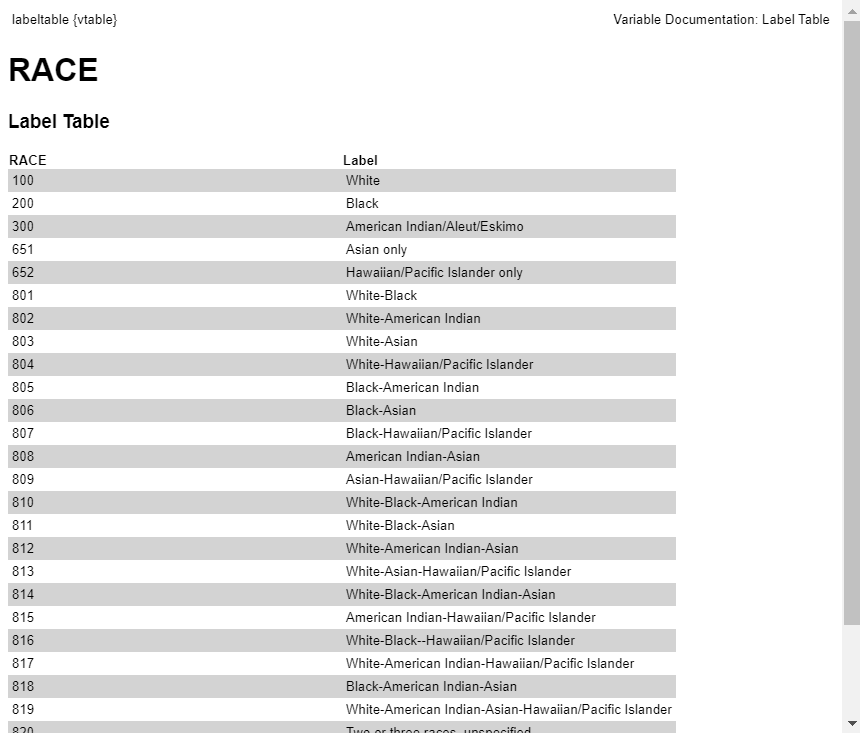 labeltable {vtable} Variable Documentation: Label Table
RACE
Label Table
RACE Label
100 White
200 Black
300 American Indian/Aleut/Eskimo
651 Asian only
652 Hawaiian/Pacific Islander only
801 White-Black
802 White-American Indian
803 White-Asian
804 White-Hawaiian/Pacific Islander
805 Black-American Indian
806 Black-Asian
807 Black-Hawaiian/Pacific Islander
808 American Indian-Asian
809 Asian-Hawaiian/Pacific Islander
810 White-Black-American Indian
811 White-Black-Asian
812 White-American Indian-Asian
813 White-Asian-Hawaiian/Pacific Islander
814 White-Black-American Indian-Asian
815 American Indian-Hawaiian/Pacific Islander
816 White-Black--Hawaiian/Pacific Islander
817 White-American Indian-Hawaiian/Pacific Islander
818 Black-American Indian-Asian
819 White-American Indian-Asian-Hawaiian/Pacific Islander
820 Two or three races, unspecified